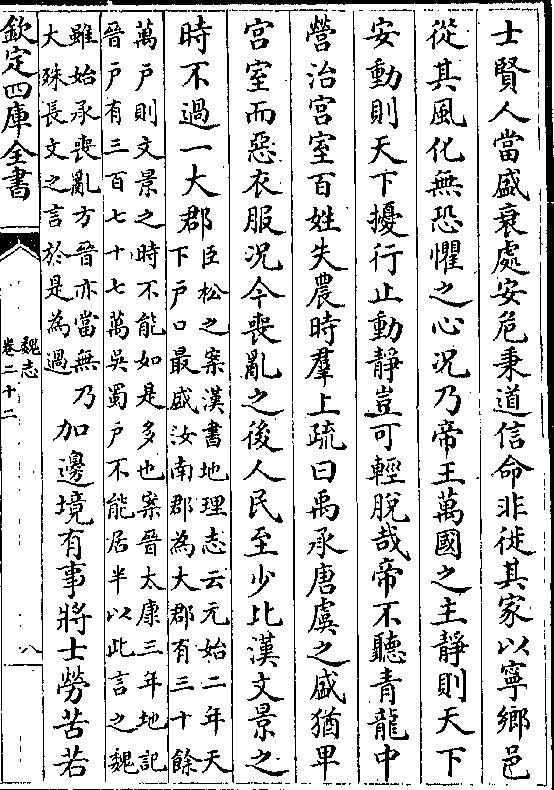 士賢人當盛衰處安危秉道信命非徙其家以寧鄉邑
從其風化無恐懼之心况乃帝王萬國之主静則天下
安動則天下擾行止動静豈可輕脱哉帝不聽青龍中
營治宫室百姓失農時羣上疏曰禹承唐虞之盛猶卑
宫室而惡衣服况今喪亂之後人民至少比漢文景之
時不過一大郡
臣松之案漢書地理志云元始二年天
下户口最盛汝南郡為大郡有三十餘
萬户則文景之時不能如是多也案晉太康三年地記
晉户有三百七十七萬吳蜀户不能居半以此言之魏
雖始承喪亂方晉亦當無乃
大殊長文之言於是為過
加邊境有事將士勞苦若
欽定四庫全書
魏志
卷二十二
八